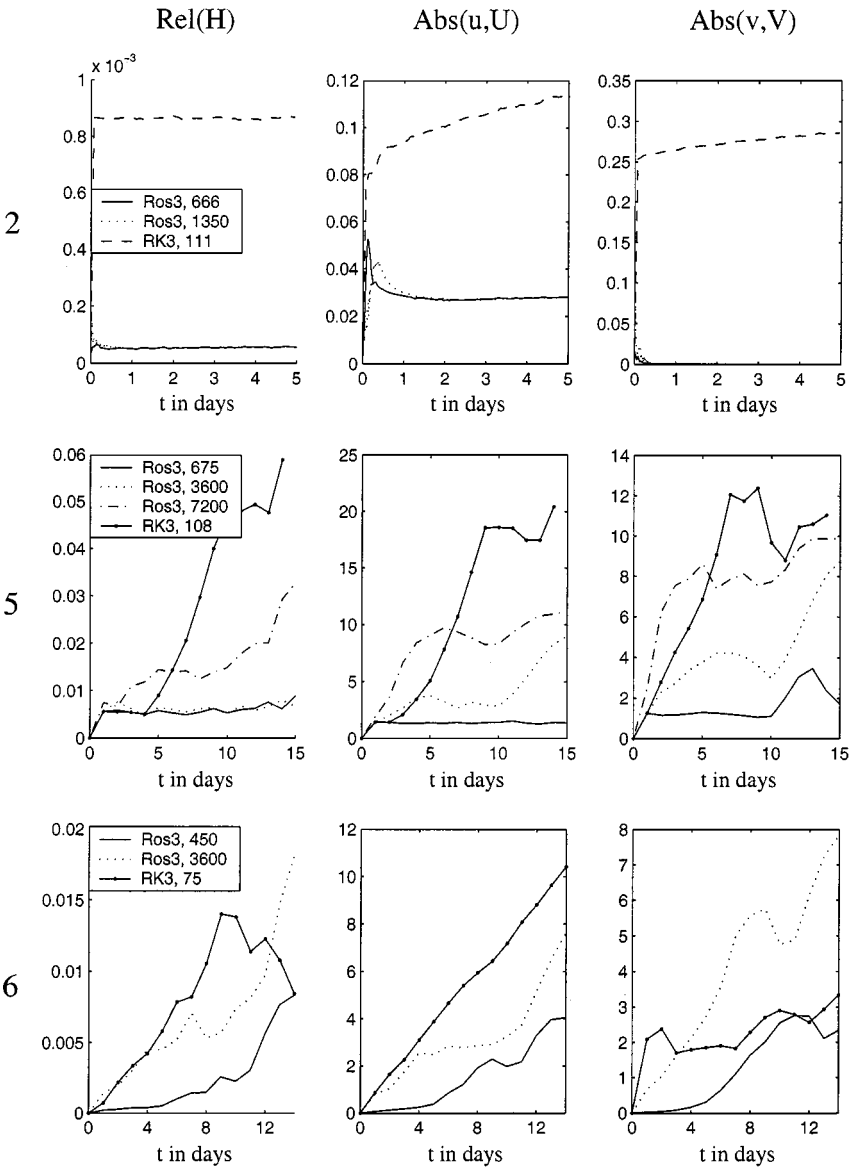 Rel(H) Abs(u,U) Abs(v,V)
x 10⁻³
1
0.8
0.6
0.4
0.2
0
Ros3, 666
Ros3, 1350
RK3, 111
0 1 2 3 4 5
t in days
0.12
0.1
0.08
0.06
0.04
0.02
0
0 1 2 3 4 5
t in days
0.35
0.3
0.25
0.2
0.15
0.1
0.05
0
0 1 2 3 4 5
t in days
2
0.06
0.05
0.04
0.03
0.02
0.01
0
Ros3, 675
Ros3, 3600
Ros3, 7200
RK3, 108
0 5 10 15
t in days
25
20
15
10
5
0
0 5 10 15
t in days
14
12
10
8
6
4
2
0
0 5 10 15
t in days
5
0.02
0.015
0.01
0.005
0
Ros3, 450
Ros3, 3600
RK3, 75
0 4 8 12
t in days
12
10
8
6
4
2
0
0 4 8 12
t in days
8
7
6
5
4
3
2
1
0
0 4 8 12
t in days
6